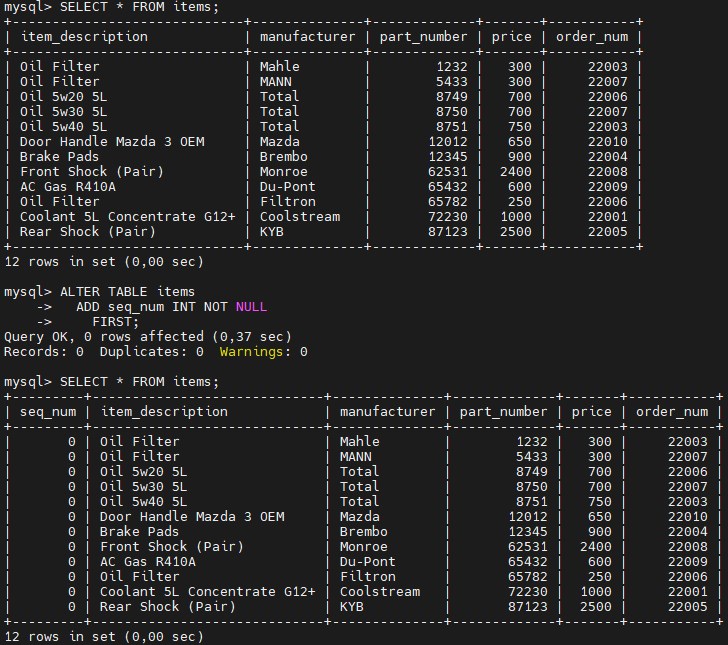 mysql> SELECT * FROM items;
+-----------------------------+--------------+-------------+-------+-----------+
| item_description            | manufacturer | part_number | price | order_num |
+-----------------------------+--------------+-------------+-------+-----------+
| Oil Filter                  | Mahle        |        1232 |   300 |     22003 |
| Oil Filter                  | MANN         |        5433 |   300 |     22007 |
| Oil 5w20 5L                 | Total        |        8749 |   700 |     22006 |
| Oil 5w30 5L                 | Total        |        8750 |   700 |     22007 |
| Oil 5w40 5L                 | Total        |        8751 |   750 |     22003 |
| Door Handle Mazda 3 OEM     | Mazda        |       12012 |   650 |     22010 |
| Brake Pads                  | Brembo       |       12345 |   900 |     22004 |
| Front Shock (Pair)          | Monroe       |       62531 |  2400 |     22008 |
| AC Gas R410A                | Du-Pont      |       65432 |   600 |     22009 |
| Oil Filter                  | Filtron      |       65782 |   250 |     22006 |
| Coolant 5L Concentrate G12+ | Coolstream   |       72230 |  1000 |     22001 |
| Rear Shock (Pair)           | KYB          |       87123 |  2500 |     22005 |
+-----------------------------+--------------+-------------+-------+-----------+
12 rows in set (0,00 sec)
mysql> ALTER TABLE items
    ->   ADD seq_num INT NOT NULL
    ->     FIRST;
Query OK, 0 rows affected (0,37 sec)
Records: 0  Duplicates: 0  Warnings: 0
mysql> SELECT * FROM items;
+---------+-----------------------------+--------------+-------------+-------+-----------+
| seq_num | item_description            | manufacturer | part_number | price | order_num |
+---------+-----------------------------+--------------+-------------+-------+-----------+
|       0 | Oil Filter                  | Mahle        |        1232 |   300 |     22003 |
|       0 | Oil Filter                  | MANN         |        5433 |   300 |     22007 |
|       0 | Oil 5w20 5L                 | Total        |        8749 |   700 |     22006 |
|       0 | Oil 5w30 5L                 | Total        |        8750 |   700 |     22007 |
|       0 | Oil 5w40 5L                 | Total        |        8751 |   750 |     22003 |
|       0 | Door Handle Mazda 3 OEM     | Mazda        |       12012 |   650 |     22010 |
|       0 | Brake Pads                  | Brembo       |       12345 |   900 |     22004 |
|       0 | Front Shock (Pair)          | Monroe       |       62531 |  2400 |     22008 |
|       0 | AC Gas R410A                | Du-Pont      |       65432 |   600 |     22009 |
|       0 | Oil Filter                  | Filtron      |       65782 |   250 |     22006 |
|       0 | Coolant 5L Concentrate G12+ | Coolstream   |       72230 |  1000 |     22001 |
|       0 | Rear Shock (Pair)           | KYB          |       87123 |  2500 |     22005 |
+---------+-----------------------------+--------------+-------------+-------+-----------+
12 rows in set (0,00 sec)